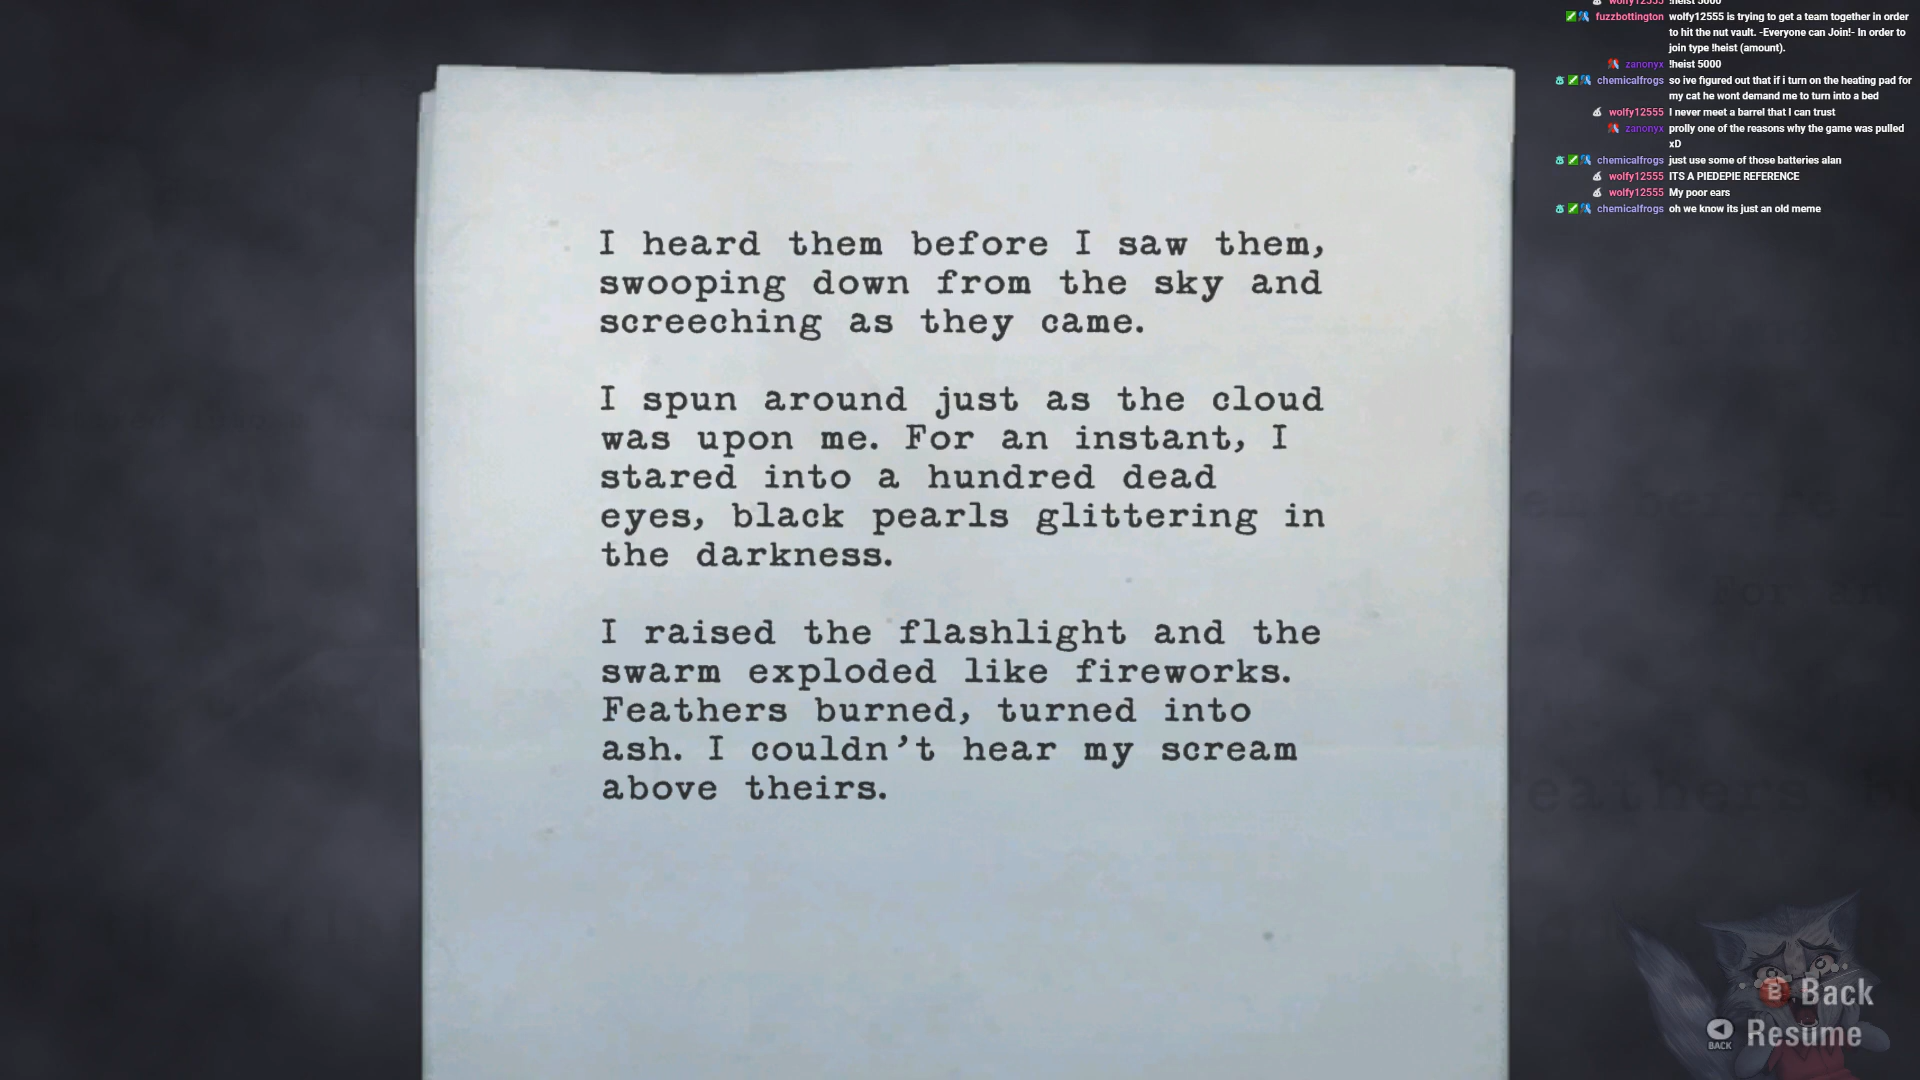 I heard them before I saw them,
swooping down from the sky and
screeching as they came.
I spun around just as the cloud
was upon me. For an instant, I
stared into a hundred dead
eyes, black pearls glittering in
the darkness.
I raised the flashlight and the
swarm exploded like fireworks.
Feathers burned, turned into
ash. I couldn't hear my scream
above theirs.
wolfy12555 !heist 5000
fuzzbottington wolfy12555 is trying to get a team together in order
to hit the nut vault. -Everyone can Join!- In order to
join type !heist (amount).
zanonyx !heist 5000
chemicalfrogs so ive figured out that if i turn on the heating pad for
my cat he wont demand me to turn into a bed
wolfy12555 I never meet a barrel that I can trust
zanonyx prolly one of the reasons why the game was pulled
xD
chemicalfrogs just use some of those batteries alan
wolfy12555 ITS A PIEDEPIE REFERENCE
wolfy12555 My poor ears
chemicalfrogs oh we know its just an old meme
B Back
BACK Resume